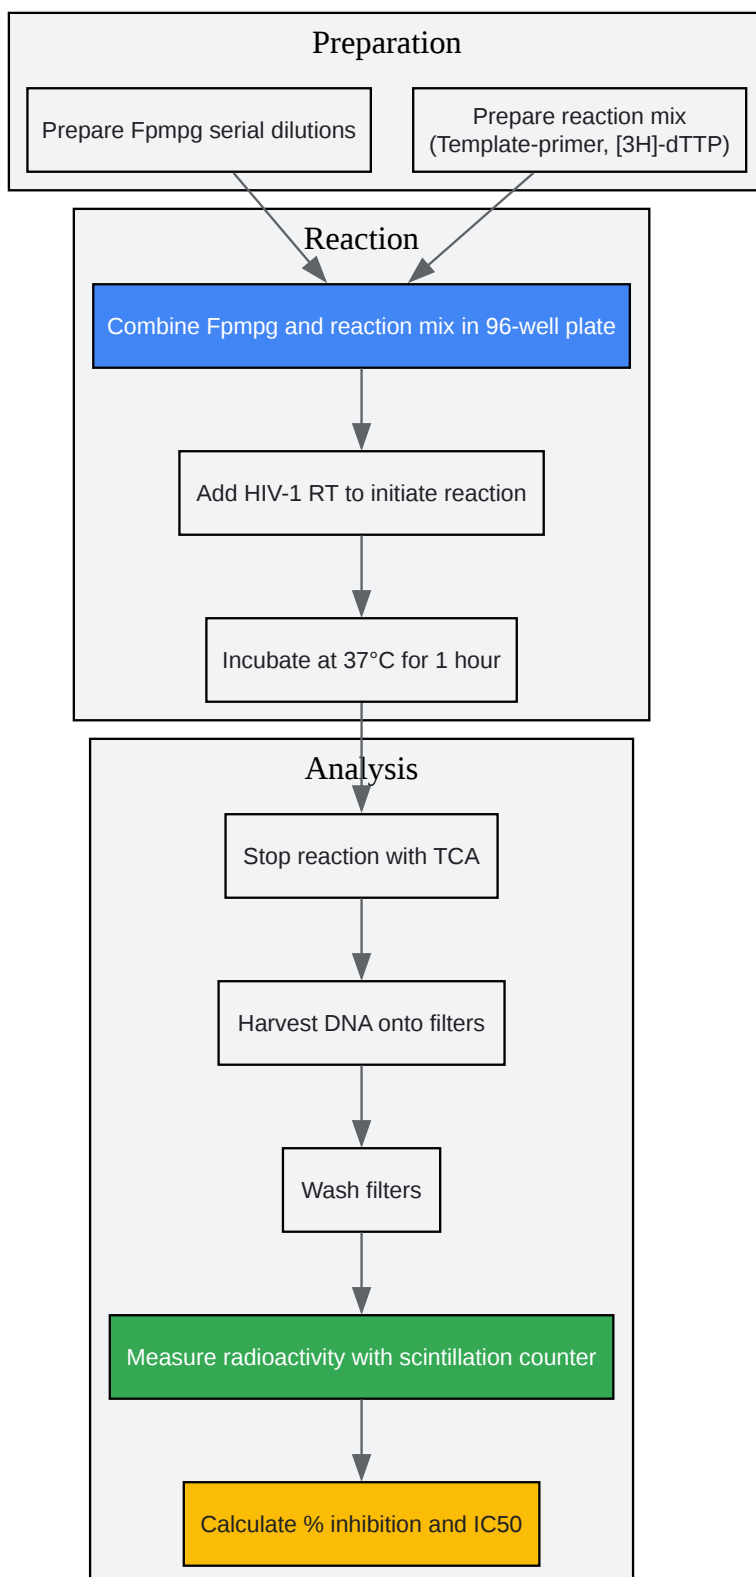 Preparation
Prepare Fpmpg serial dilutions
Prepare reaction mix
(Template-primer, [3H]-dTTP)
Reaction
Combine Fpmpg and reaction mix in 96-well plate
Add HIV-1 RT to initiate reaction
Incubate at 37°C for 1 hour
Analysis
Stop reaction with TCA
Harvest DNA onto filters
Wash filters
Measure radioactivity with scintillation counter
Calculate % inhibition and IC50